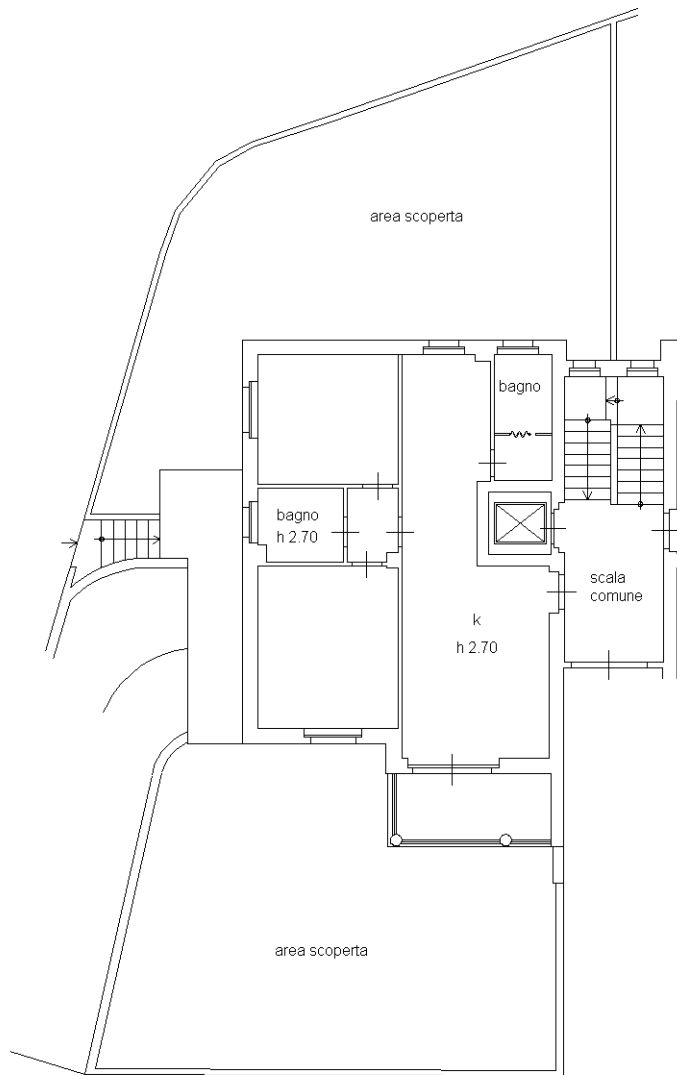 area scoperta
bagno
bagno
h 2.70
scala
comune
k
h 2.70
area scoperta